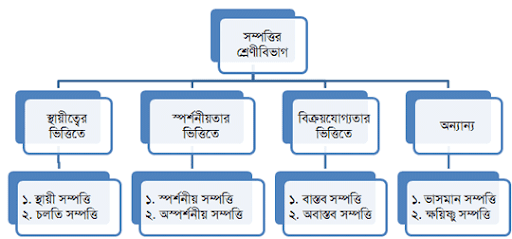 সম্পত্তির
শ্রেণীবিভাগ
স্থায়ীত্বের
ভিত্তিতে
স্পর্শনীয়তার
ভিত্তিতে
বিক্রয়যোগ্যতার
ভিত্তিতে
অন্যান্য
১. স্থায়ী সম্পত্তি
২. চলতি সম্পত্তি
১. স্পর্শনীয় সম্পত্তি
২. অস্পর্শনীয় সম্পত্তি
১. বাস্তব সম্পত্তি
২. অবাস্তব সম্পত্তি
১. ভাসমান সম্পত্তি
২. ক্ষয়িষ্ণু সম্পত্তি